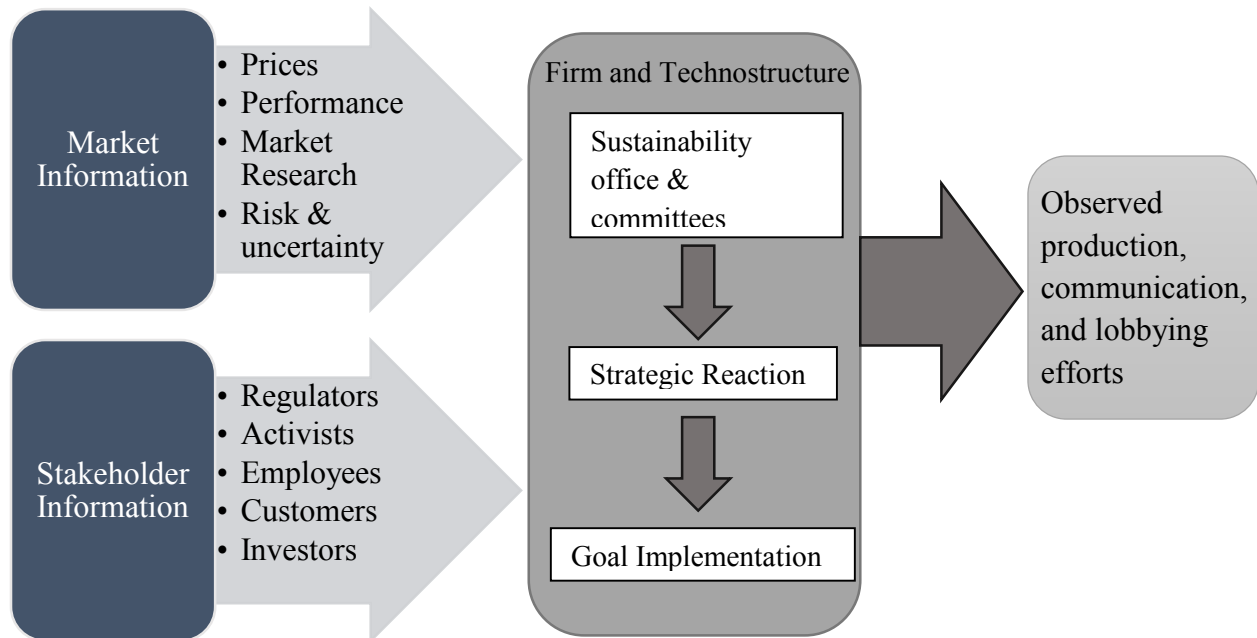 Market
Information
• Prices
• Performance
• Market
Research
• Risk &
uncertainty
Stakeholder
Information
• Regulators
• Activists
• Employees
• Customers
• Investors
Firm and Technostructure
Sustainability
office &
committees
Strategic Reaction
Goal Implementation
Observed
production,
communication,
and lobbying
efforts